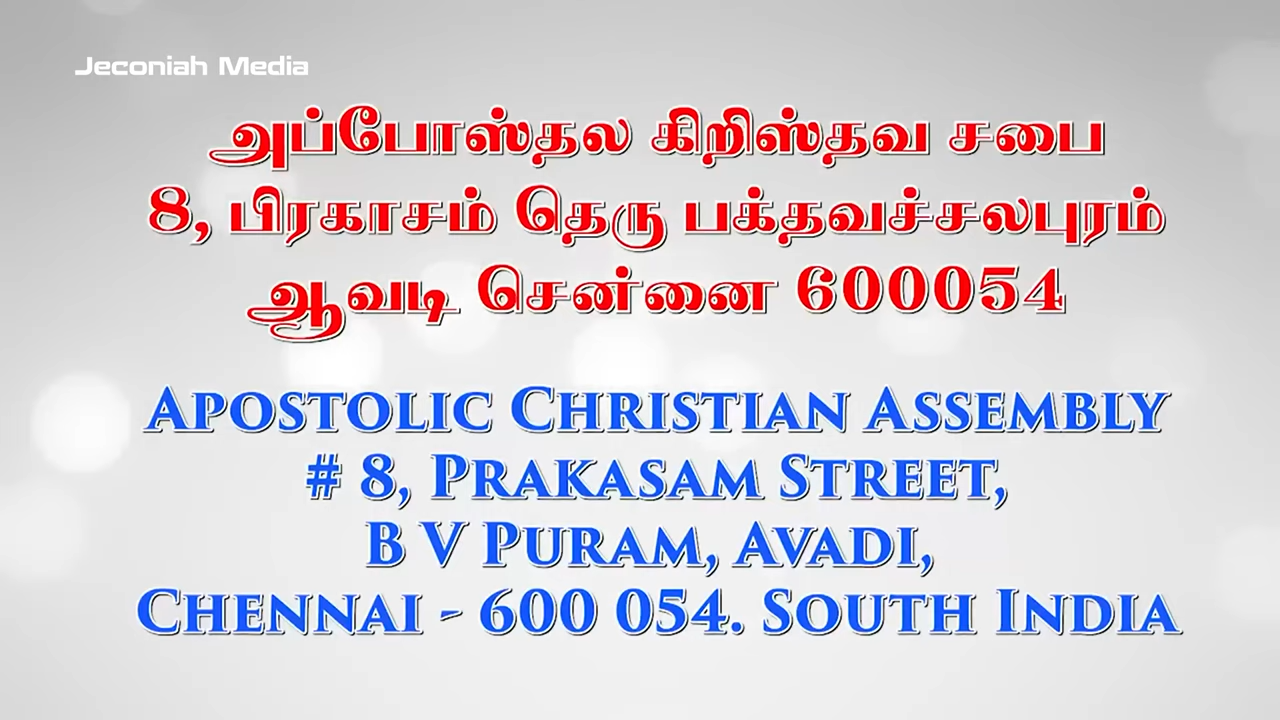 Jeconiah Media
அப்போஸ்தல கிறிஸ்தவ சபை
8, பிரகாசம் தெரு பக்தவச்சலபுரம்
ஆவடி சென்னை 600054
APOSTOLIC CHRISTIAN ASSEMBLY
# 8, PRAKASAM STREET,
B V PURAM, AVADI,
CHENNAI - 600 054. SOUTH INDIA